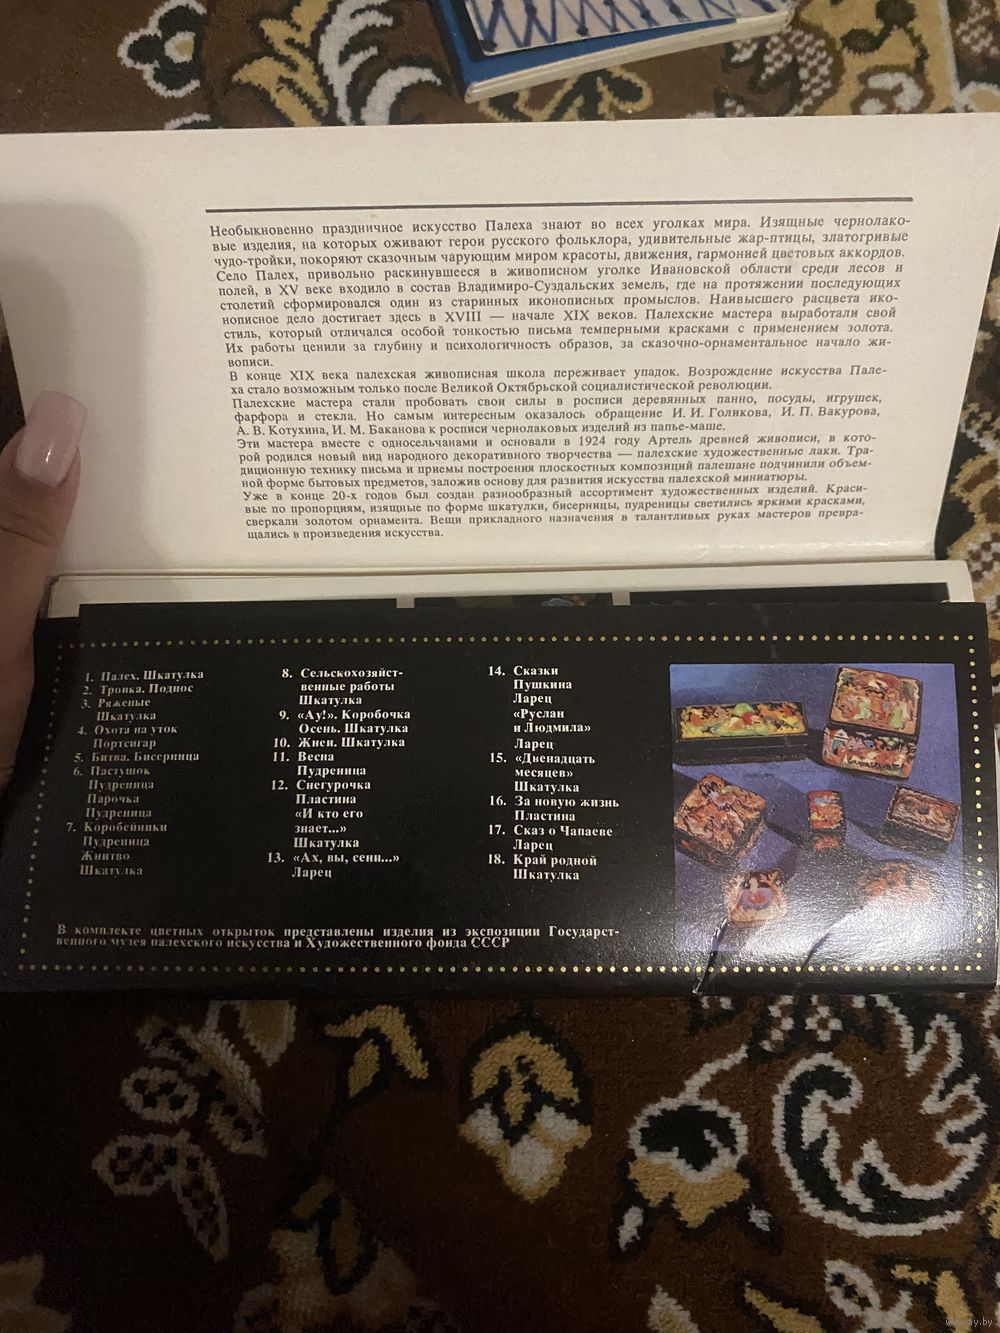 Необыкновенно праздничное искусство Палеха знают во всех уголках мира. Изящные чернолако-
вые изделия, на которых оживают герои русского фольклора, удивительные жар-птицы, златогривые
чудо-тройки, покоряют сказочным чарующим миром красоты, движения, гармонией цветовых аккордов.
Село Палех, привольно раскинувшееся в живописном уголке Ивановской области среди лесов и
полей, в XV веке входило в состав Владимиро-Суздальских земель, где на протяжении последующих
столетий сформировался один из старинных иконописных промыслов. Наивысшего расцвета ико-
нописное дело достигает здесь в XVIII — начале XIX веков. Палехские мастера выработали свой
стиль, который отличался особой тонкостью письма темперными красками с применением золота.
Их работы ценили за глубину и психологичность образов, за сказочно-орнаментальное начало жи-
вописи.
В конце XIX века палехская живописная школа переживает упадок. Возрождение искусства Пале-
ха стало возможным только после Великой Октябрьской социалистической революции.
Палехские мастера стали пробовать свои силы в росписи деревянных панно, посуды, игрушек,
фарфора и стекла. Но самым интересным оказалось обращение И. И. Голикова, И. П. Вакурова,
А. В. Котухина, И. М. Баканова к росписи чернолаковых изделий из папье-маше.
Эти мастера вместе с односельчанами и основали в 1924 году Артель древней живописи, в кото-
рой родился новый вид народного декоративного творчества — палехские художественные лаки. Тра-
диционную технику письма и приемы построения плоскостных композиций палешане подчинили объем-
ной форме бытовых предметов, заложив основу для развития искусства палехской миниатюры.
Уже в конце 20-х годов был создан разнообразный ассортимент художественных изделий. Краси-
вые по пропорциям, изящные по форме шкатулки, бисерницы, пудреницы светились яркими красками,
сверкали золотом орнамента. Вещи прикладного назначения в талантливых руках мастеров превра-
щались в произведения искусства.
1. Палех. Шкатулка
2. Тройка. Поднос
3. Ряженые
Шкатулка
4. Охота на уток
Портсигар
5. Битва. Бисерница
6. Пастушок
Пудреница
Парочка
Пудреница
7. Коробейники
Пудреница
Жнитво
Шкатулка
8. Сельскохозяйст-
венные работы
Шкатулка
9. «Ау!». Коробочка
Осень. Шкатулка
10. Жнеи. Шкатулка
11. Весна
Пудреница
12. Снегурочка
Пластина
«И кто его
знает...»
Шкатулка
13. «Ах, вы, сени...»
Ларец
14. Сказки
Пушкина
Ларец
«Руслан
и Людмила»
Ларец
15. «Двенадцать
месяцев»
Шкатулка
16. За новую жизнь
Пластина
17. Сказ о Чапаеве
Ларец
18. Край родной
Шкатулка
В комплекте цветных открыток представлены изделия из экспозиции Государст-
венного музея палехского искусства и Художественного фонда СССР
www.ay.by